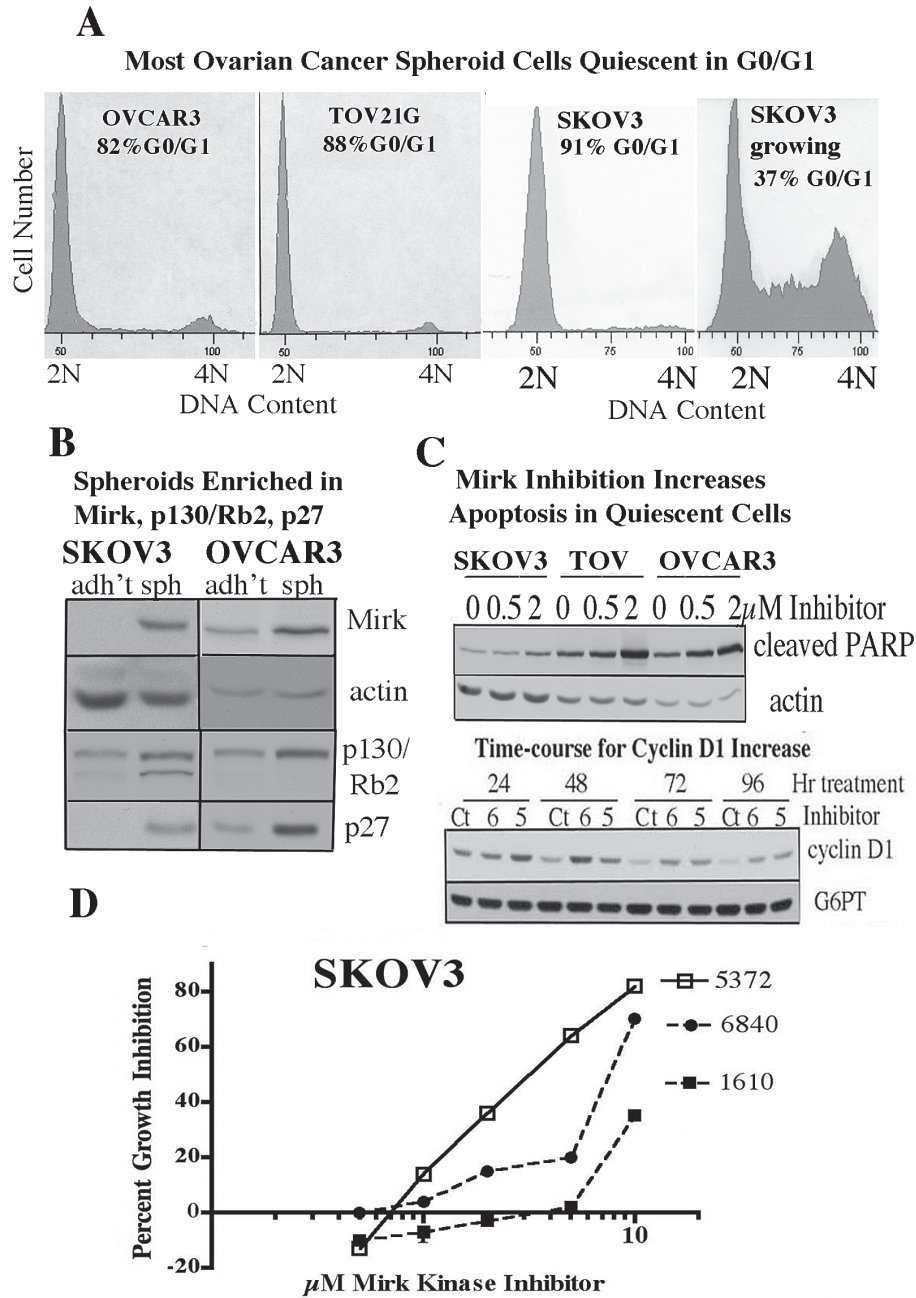 A
Most Ovarian Cancer Spheroid Cells Quiescent in G0/G1
Cell Number
OVCAR3
82%G0/G1
TOV21G
88%G0/G1
SKOV3
91% G0/G1
SKOV3
growing
37% G0/G1
50 100 50 100 50 75 100 50 75 100
2N 4N 2N 4N 2N 4N 2N 4N
DNA Content DNA Content
B
Spheroids Enriched in
Mirk, p130/Rb2, p27
SKOV3 OVCAR3
adh't sph adh't sph
Mirk
actin
p130/
Rb2
p27
C
Mirk Inhibition Increases
Apoptosis in Quiescent Cells
SKOV3 TOV OVCAR3
0 0.5 2 0 0.5 2 0 0.5 2 µM Inhibitor
cleaved PARP
actin
Time-course for Cyclin D1 Increase
24 48 72 96 Hr treatment
Ct 6 5 Ct 6 5 Ct 6 5 Ct 6 5 Inhibitor
cyclin D1
G6PT
D
SKOV3
Percent Growth Inhibition
80
60
40
20
0
-20
1 10
5372
6840
1610
µM Mirk Kinase Inhibitor